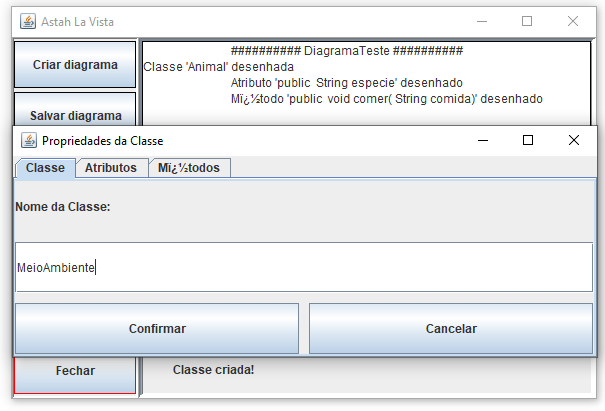 Astah La Vista
Criar diagrama
Salvar diagrama
########## DiagramaTeste ##########
Classe 'Animal' desenhada
Atributo 'public  String especie' desenhado
Mï¿½todo 'public  void comer( String comida)' desenhado
Propriedades da Classe
Classe
Atributos
Mï¿½todos
Nome da Classe:
MeioAmbiente
Confirmar
Cancelar
Fechar
Classe criada!